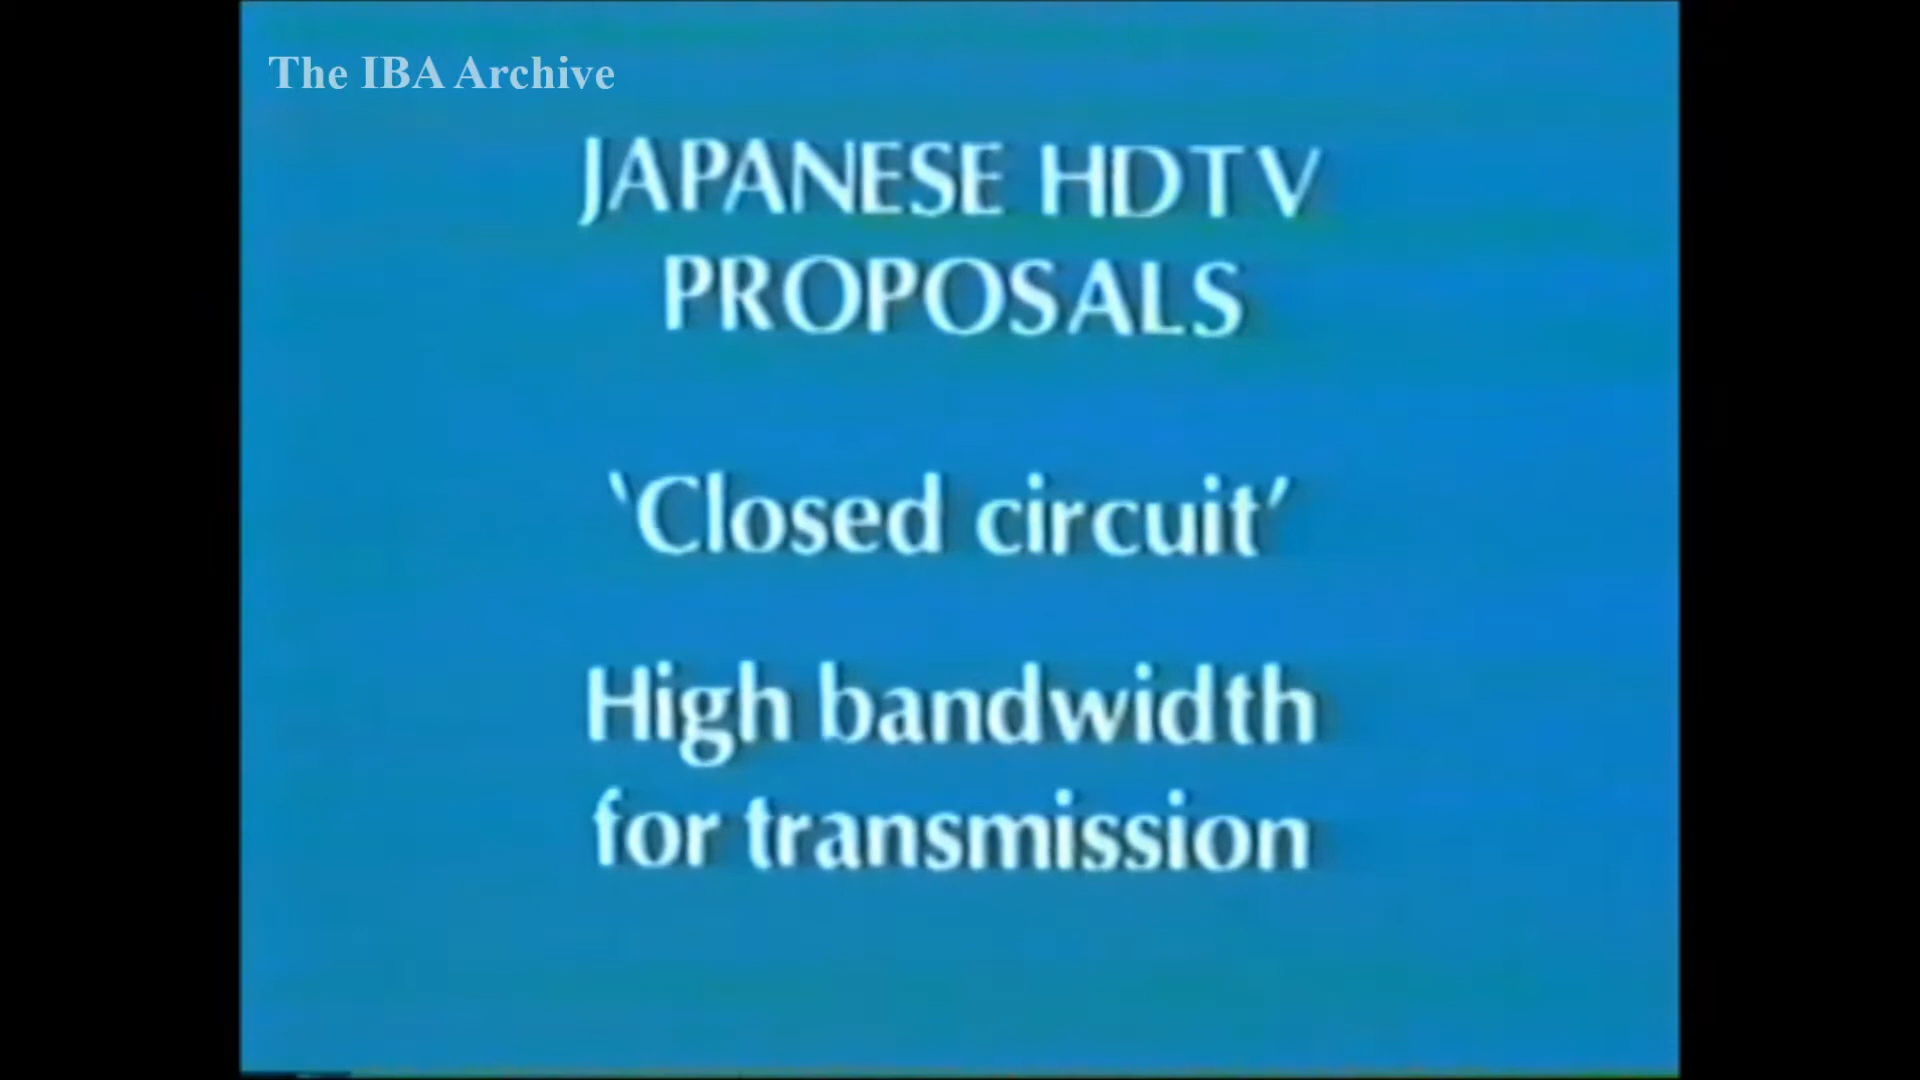 The IBA Archive
JAPANESE HDTV
PROPOSALS
‘Closed circuit’
High bandwidth
for transmission